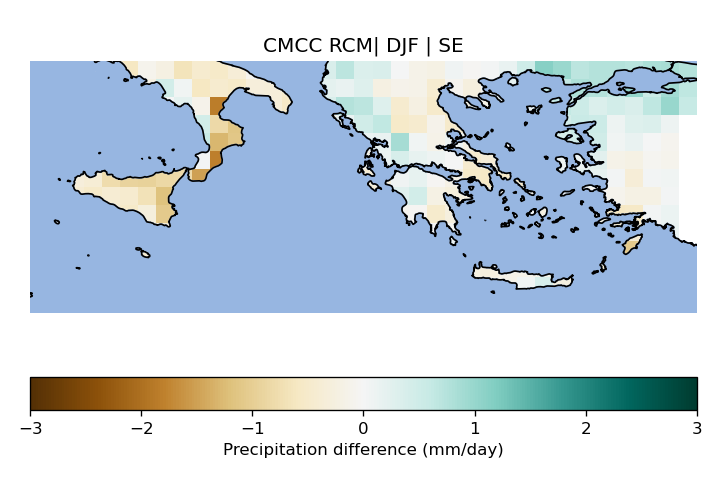 CMCC RCM| DJF | SE
−3 −2 −1 0 1 2 3
Precipitation difference (mm/day)